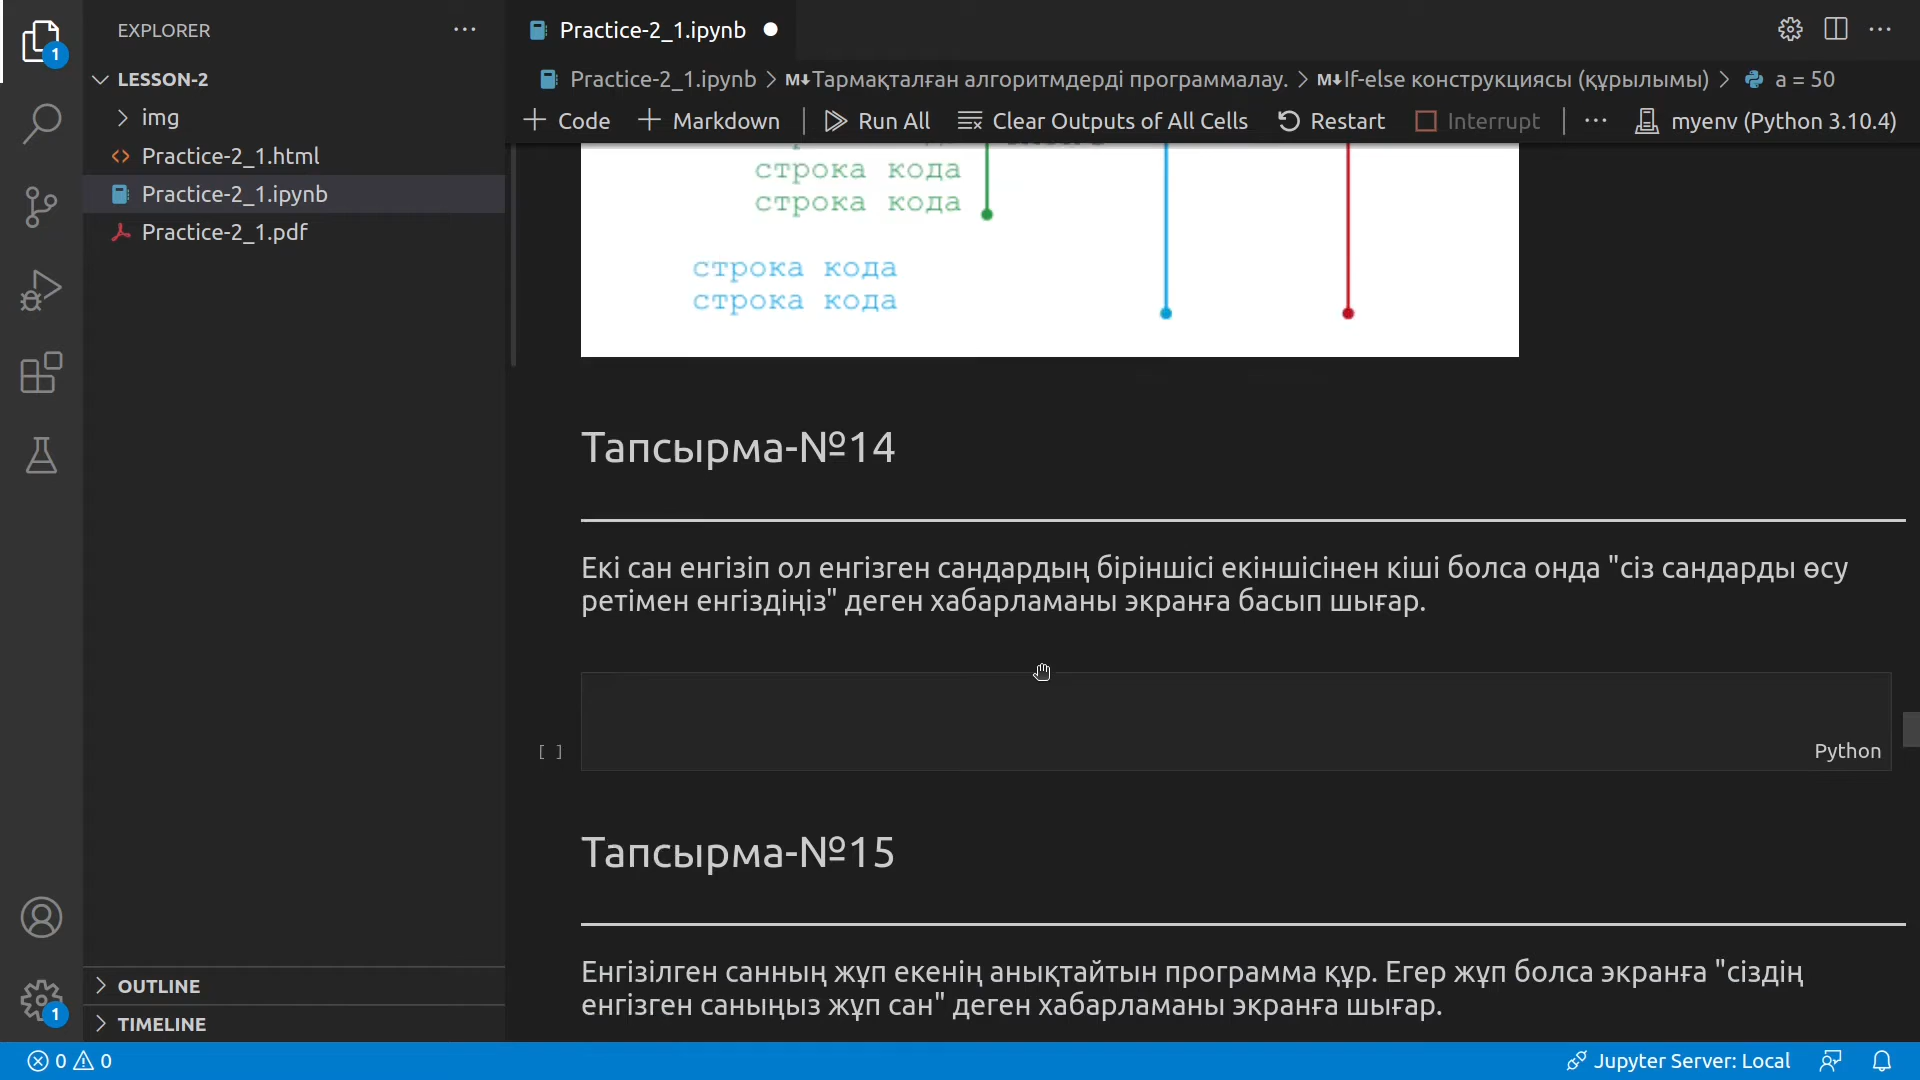 EXPLORER
LESSON-2
img
Practice-2_1.html
Practice-2_1.ipynb
Practice-2_1.pdf
OUTLINE
TIMELINE
Practice-2_1.ipynb
Practice-2_1.ipynb > M↓Тармақталған алгоритмдерді программалау. > M↓If-else конструкциясы (құрылымы) > a = 50
+ Code + Markdown Run All Clear Outputs of All Cells Restart Interrupt ··· myenv (Python 3.10.4)
строка кода
строка кода
строка кода
строка кода
Тапсырма-№14
Екі сан енгізіп ол енгізген сандардың біріншісі екіншісінен кіші болса онда "сіз сандарды өсу
ретімен енгіздіңіз" деген хабарламаны экранға басып шығар.
[ ]
Python
Тапсырма-№15
Енгізілген санның жұп екенің анықтайтын программа құр. Егер жұп болса экранға "сіздің
енгізген саныңыз жұп сан" деген хабарламаны экранға шығар.
1
1
0 0
Jupyter Server: Local